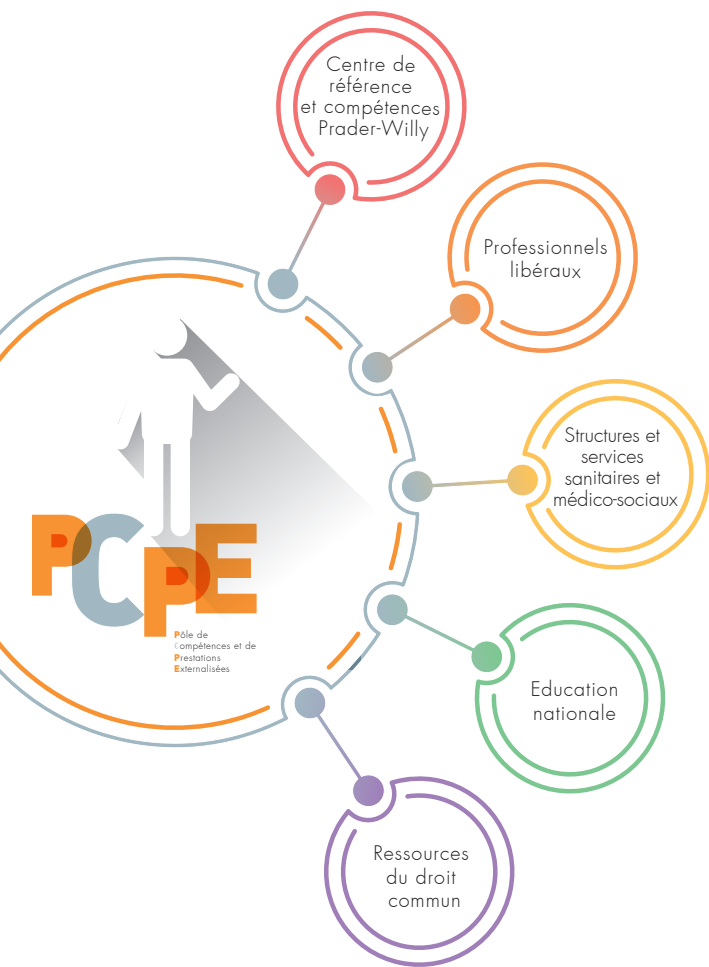 Centre de
référence
et compétences
Prader-Willy
Professionnels
libéraux
Structures et
services
sanitaires et
médico-sociaux
PCPE
Pôle de
Compétences et de
Prestations
Externalisées
Education
nationale
Ressources
du droit
commun